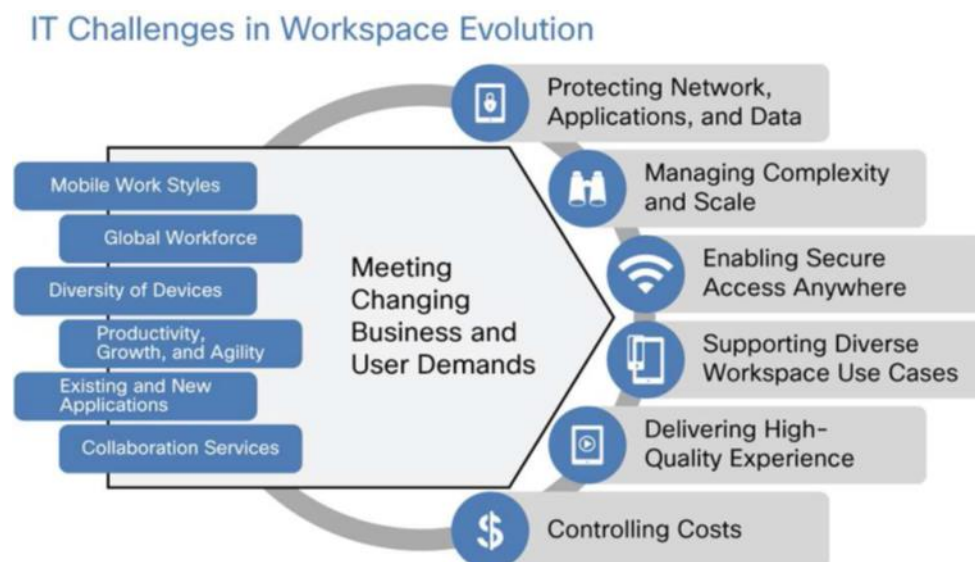 IT Challenges in Workspace Evolution
Mobile Work Styles
Global Workforce
Diversity of Devices
Productivity,
Growth, and Agility
Existing and New
Applications
Collaboration Services
Meeting
Changing
Business and
User Demands
Protecting Network,
Applications, and Data
Managing Complexity
and Scale
Enabling Secure
Access Anywhere
Supporting Diverse
Workspace Use Cases
Delivering High-
Quality Experience
$
Controlling Costs